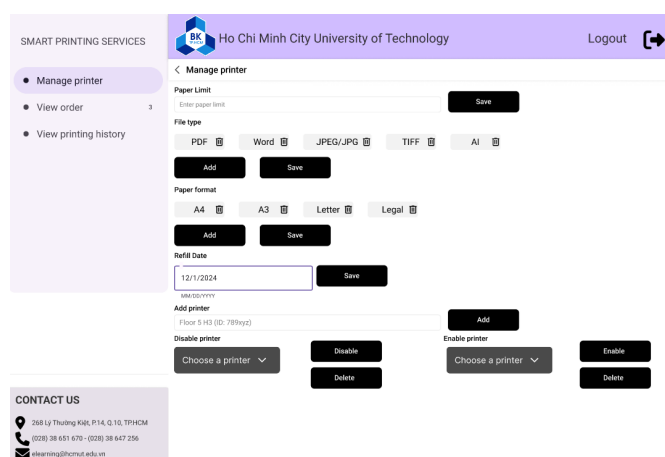 SMART PRINTING SERVICES
BK
TP.HCM
Ho Chi Minh City University of Technology
Logout
Manage printer
View order 3
View printing history
< Manage printer
Paper Limit
Enter paper limit
Save
File type
PDF Word JPEG/JPG TIFF AI
Add Save
Paper format
A4 A3 Letter Legal
Add Save
Refill Date
12/1/2024
Save
MM/DD/YYYY
Add printer
Floor 5 H3 (ID: 789xyz)
Add
Disable printer
Choose a printer
Disable
Delete
Enable printer
Choose a printer
Enable
Delete
CONTACT US
268 Lý Thường Kiệt, P.14, Q.10, TP.HCM
(028) 38 651 670 - (028) 38 647 256
elearning@hcmut.edu.vn